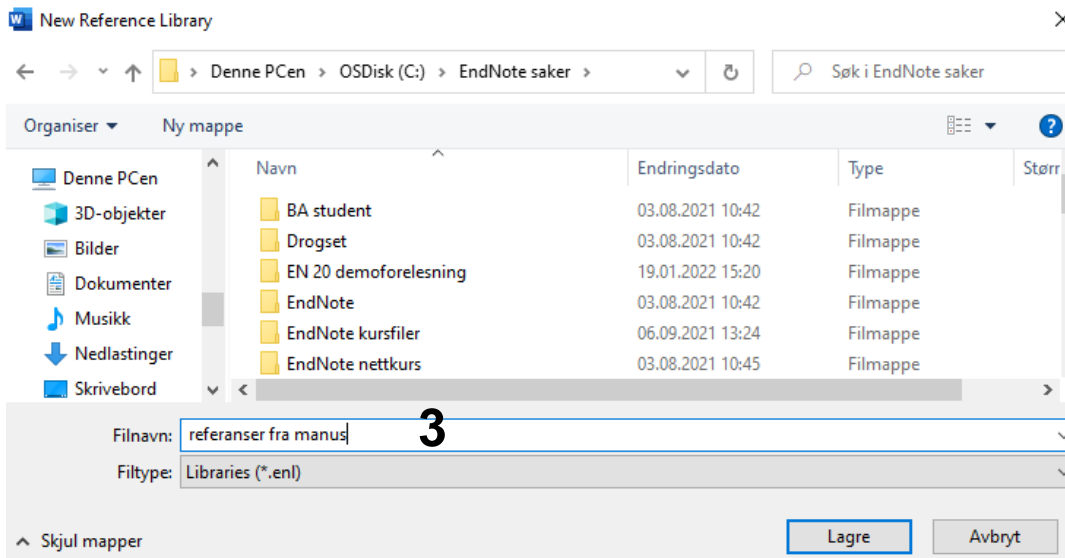 New Reference Library
Denne PCen > OSDisk (C:) > EndNote saker >
Søk i EndNote saker
Organiser Ny mappe
?
Navn Endringsdato Type Størr
Denne PCen
3D-objekter
Bilder
Dokumenter
Musikk
Nedlastinger
Skrivebord
BA student 03.08.2021 10:42 Filmappe
Drogset 03.08.2021 10:42 Filmappe
EN 20 demoforelesning 19.01.2022 15:20 Filmappe
EndNote 03.08.2021 10:42 Filmappe
EndNote kursfiler 06.09.2021 13:24 Filmappe
EndNote nettkurs 03.08.2021 10:45 Filmappe
Filnavn: referanser fra manus 3
Filtype: Libraries (*.enl)
Skjul mapper Lagre Avbryt